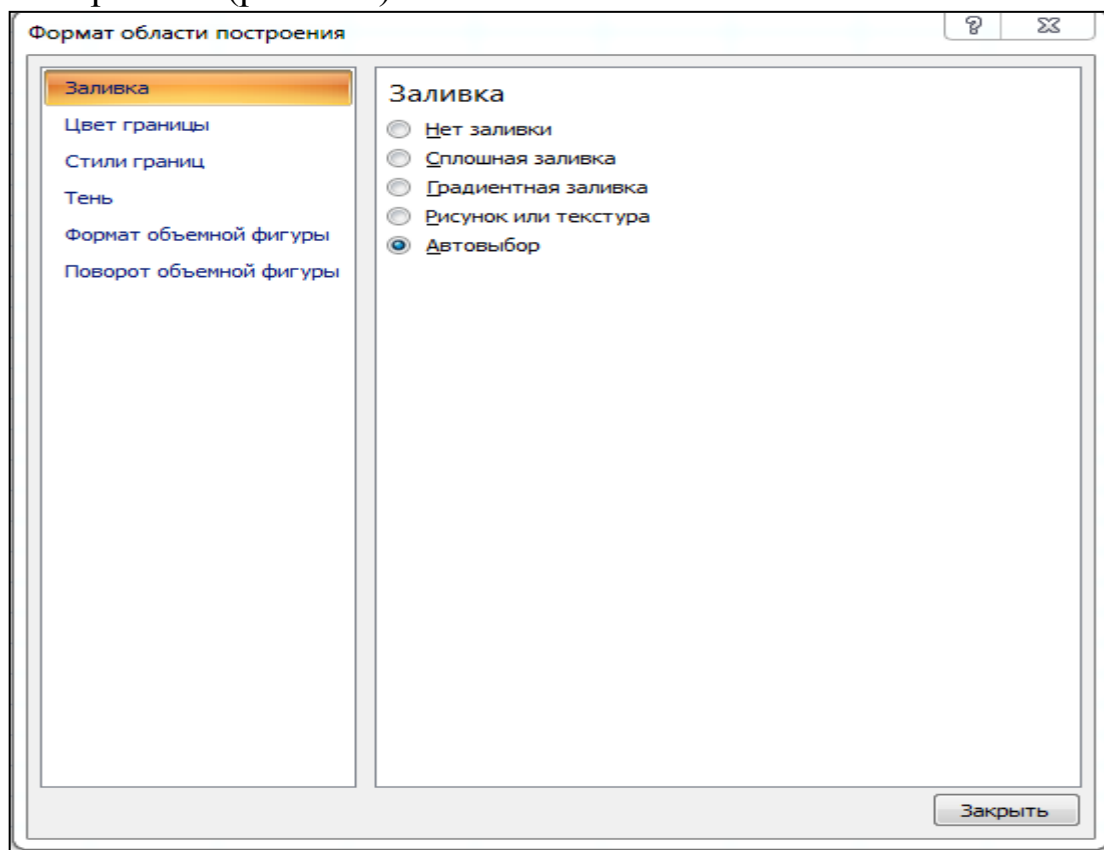 Формат области построения
Заливка
Цвет границы
Стили границ
Тень
Формат объемной фигуры
Поворот объемной фигуры
Заливка
Нет заливки
Сплошная заливка
Градиентная заливка
Рисунок или текстура
Автовыбор
Закрыть